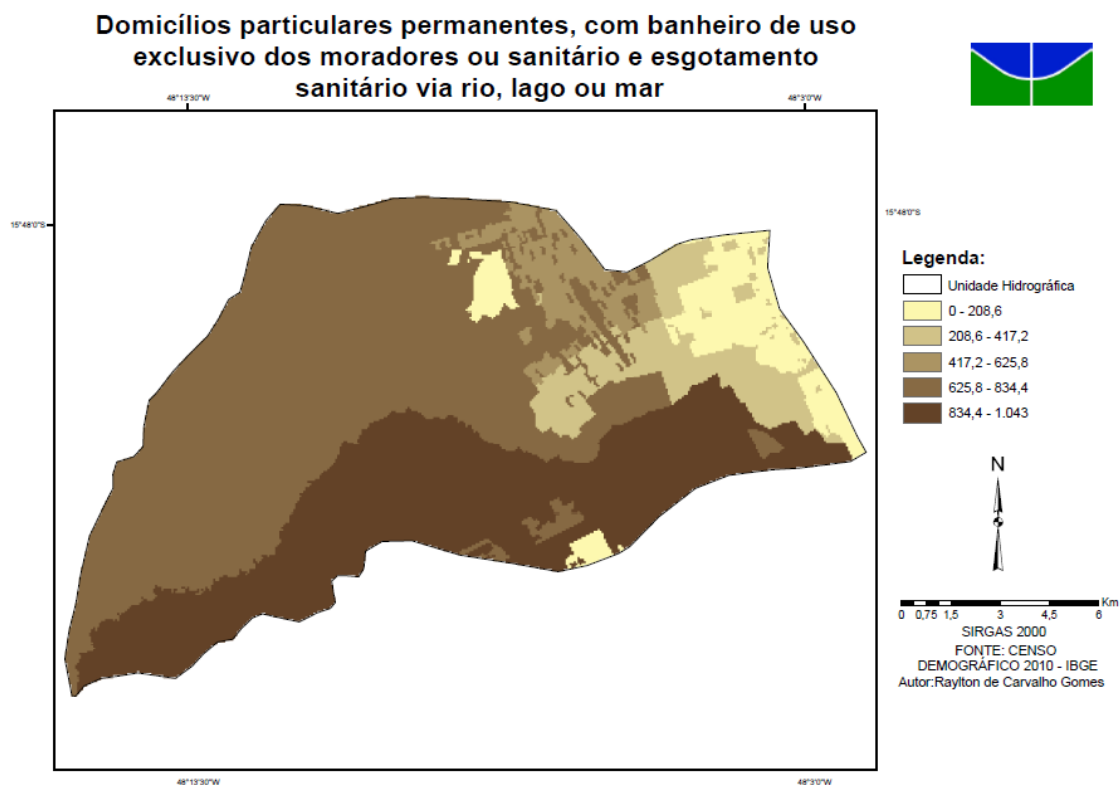 Domicílios particulares permanentes, com banheiro de uso
exclusivo dos moradores ou sanitário e esgotamento
sanitário via rio, lago ou mar
48°13'30"W
48°3'0"W
15°48'0"S
15°48'0"S
Legenda:
Unidade Hidrográfica
0 - 208,6
208,6 - 417,2
417,2 - 625,8
625,8 - 834,4
834,4 - 1.043
N
Km
0 0,75 1,5 3 4,5 6
SIRGAS 2000
FONTE: CENSO
DEMOGRÁFICO 2010 - IBGE
Autor:Raylton de Carvalho Gomes
48°13'30"W
48°3'0"W